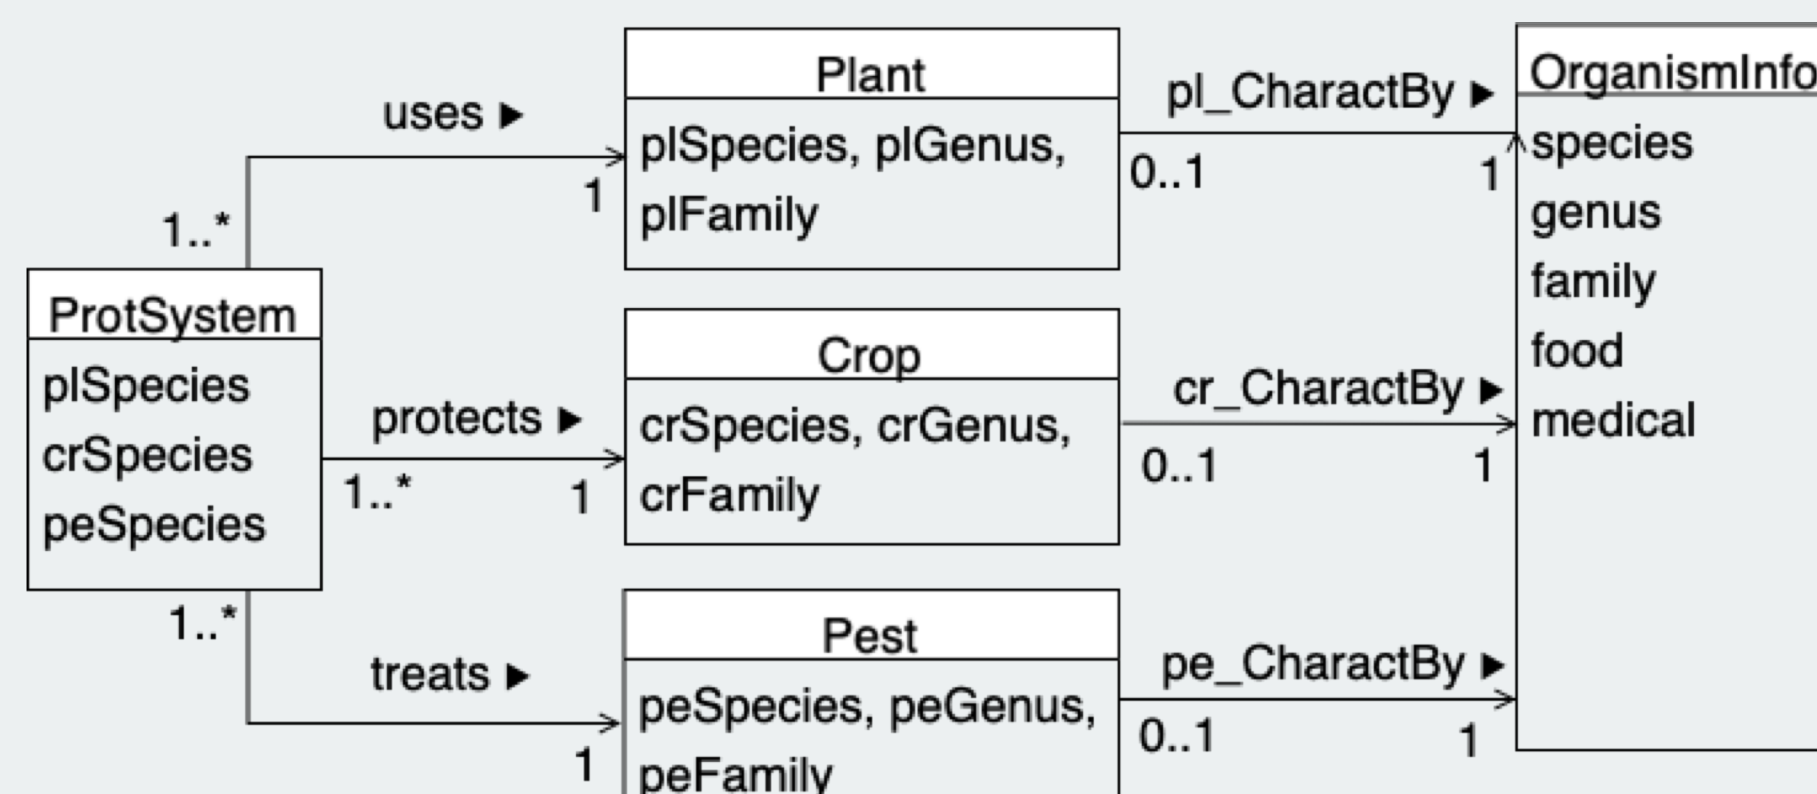 uses ▶
1
1..*
ProtSystem
plSpecies
crSpecies
peSpecies
protects ▶
1..*
1
1..*
treats ▶
1
Plant
plSpecies, plGenus,
plFamily
Crop
crSpecies, crGenus,
crFamily
Pest
peSpecies, peGenus,
peFamily
pl_CharactBy ▶
0..1
1
cr_CharactBy ▶
0..1
1
pe_CharactBy ▶
0..1
1
OrganismInfo
species
genus
family
food
medical